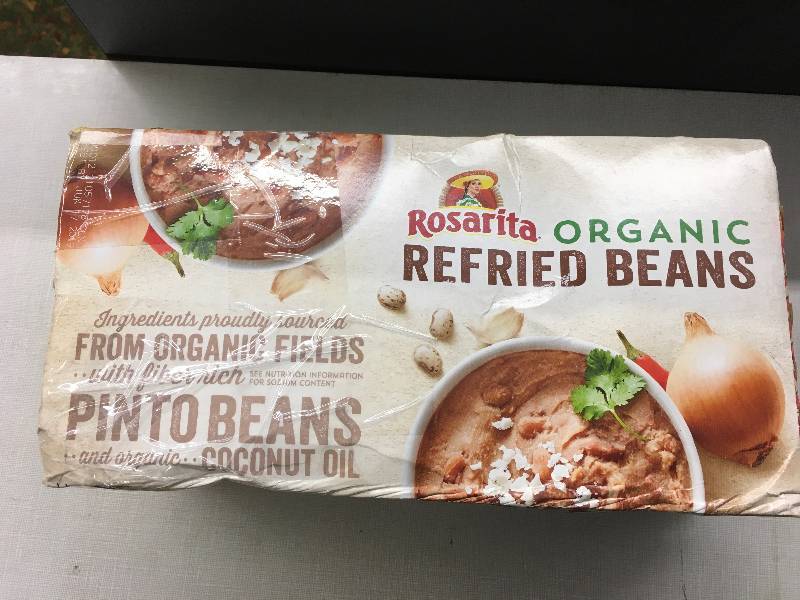 Rosarita ORGANIC
REFRIED BEANS
Ingredients proudly sourced
FROM ORGANIC FIELDS
with fiber rich SEE NUTRITION INFORMATION
FOR SODIUM CONTENT
PINTO BEANS
and organic COCONUT OIL